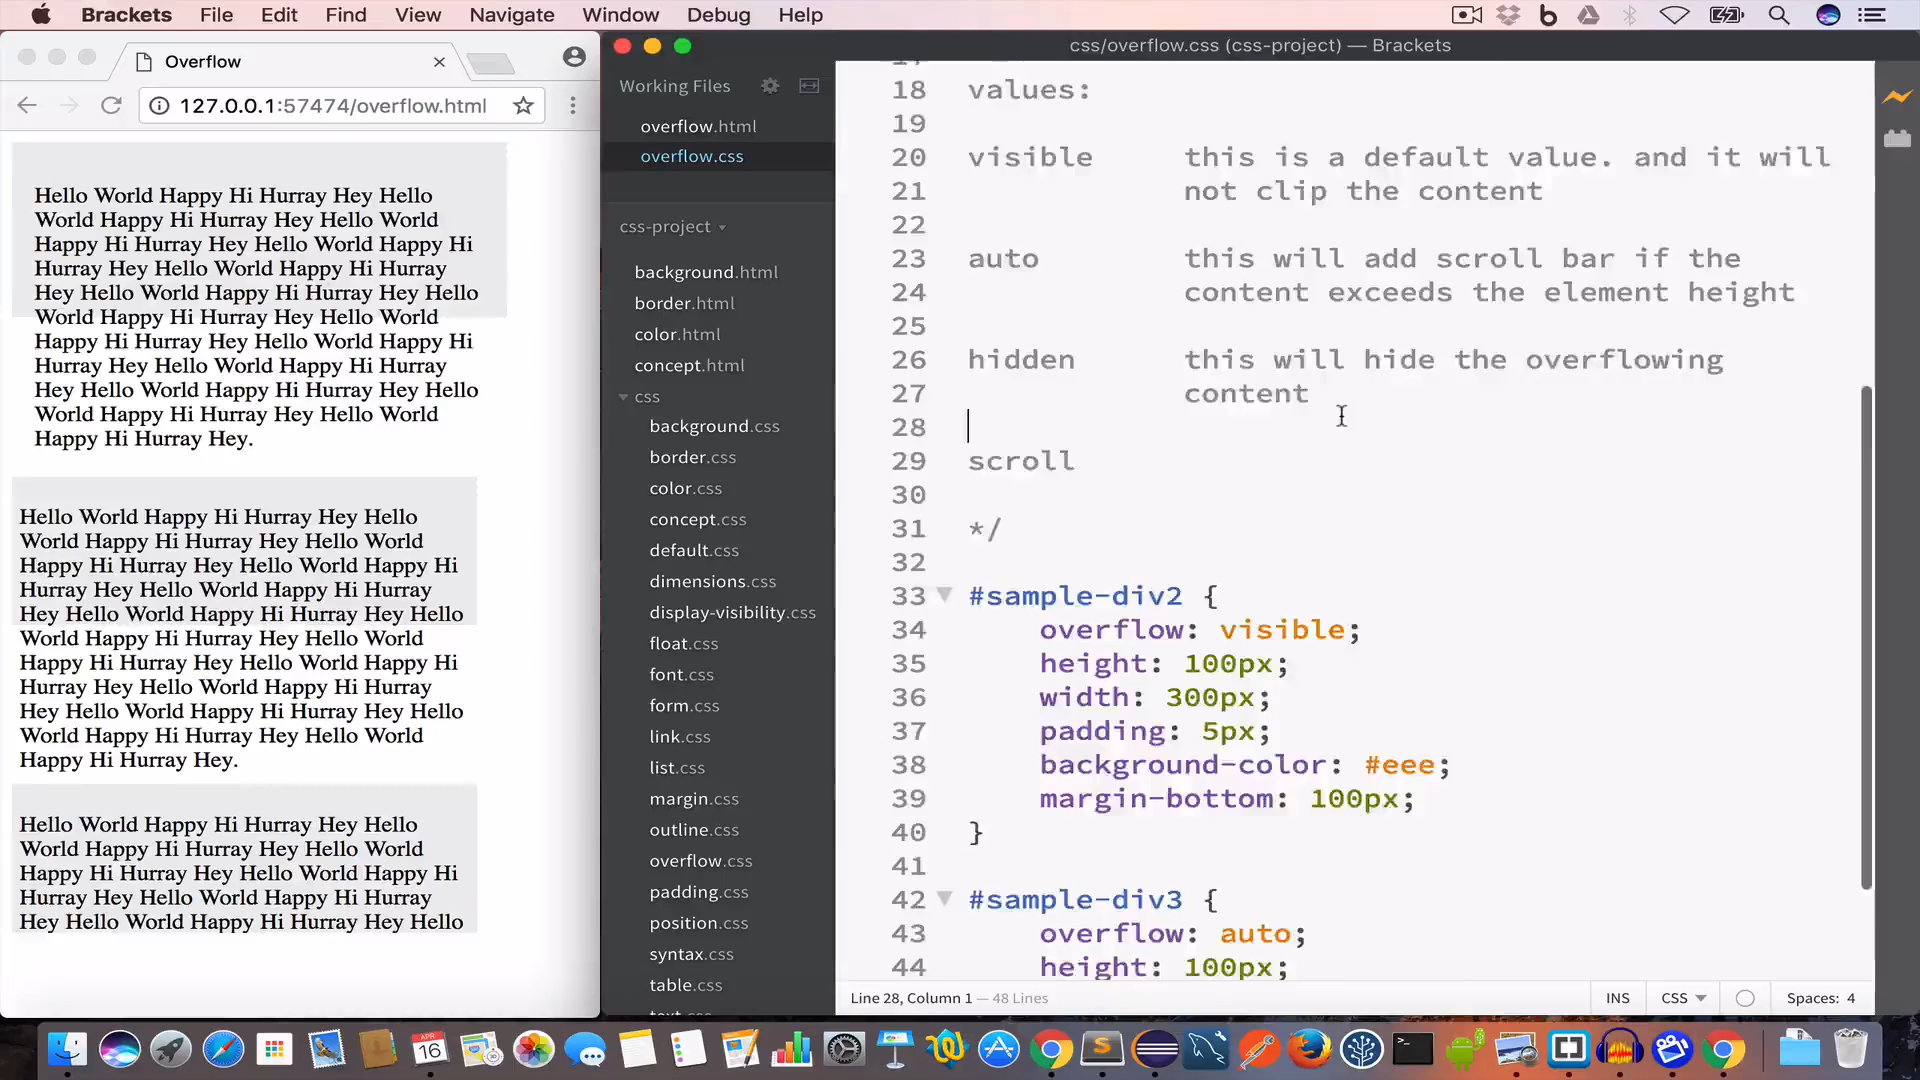 Brackets File Edit Find View Navigate Window Debug Help
Overflow
127.0.0.1:57474/overflow.html
Hello World Happy Hi Hurray Hey Hello
World Happy Hi Hurray Hey Hello World
Happy Hi Hurray Hey Hello World Happy Hi
Hurray Hey Hello World Happy Hi Hurray
Hey Hello World Happy Hi Hurray Hey Hello
World Happy Hi Hurray Hey Hello World
Happy Hi Hurray Hey Hello World Happy Hi
Hurray Hey Hello World Happy Hi Hurray
Hey Hello World Happy Hi Hurray Hey Hello
World Happy Hi Hurray Hey Hello World
Happy Hi Hurray Hey.
Hello World Happy Hi Hurray Hey Hello
World Happy Hi Hurray Hey Hello World
Happy Hi Hurray Hey Hello World Happy Hi
Hurray Hey Hello World Happy Hi Hurray
Hey Hello World Happy Hi Hurray Hey Hello
World Happy Hi Hurray Hey Hello World
Happy Hi Hurray Hey Hello World Happy Hi
Hurray Hey Hello World Happy Hi Hurray
Hey Hello World Happy Hi Hurray Hey Hello
World Happy Hi Hurray Hey Hello World
Happy Hi Hurray Hey.
Hello World Happy Hi Hurray Hey Hello
World Happy Hi Hurray Hey Hello World
Happy Hi Hurray Hey Hello World Happy Hi
Hurray Hey Hello World Happy Hi Hurray
Hey Hello World Happy Hi Hurray Hey Hello
css/overflow.css (css-project) — Brackets
Working Files
overflow.html
overflow.css
css-project
background.html
border.html
color.html
concept.html
css
background.css
border.css
color.css
concept.css
default.css
dimensions.css
display-visibility.css
float.css
font.css
form.css
link.css
list.css
margin.css
outline.css
overflow.css
padding.css
position.css
syntax.css
table.css
18 values:
19
20 visible this is a default value. and it will
21 not clip the content
22
23 auto this will add scroll bar if the
24 content exceeds the element height
25
26 hidden this will hide the overflowing
27 content
28
29 scroll
30
31 */
32
33 #sample-div2 {
34 overflow: visible;
35 height: 100px;
36 width: 300px;
37 padding: 5px;
38 background-color: #eee;
39 margin-bottom: 100px;
40 }
41
42 #sample-div3 {
43 overflow: auto;
44 height: 100px;
Line 28, Column 1 — 48 Lines
INS CSS Spaces: 4
APR
16